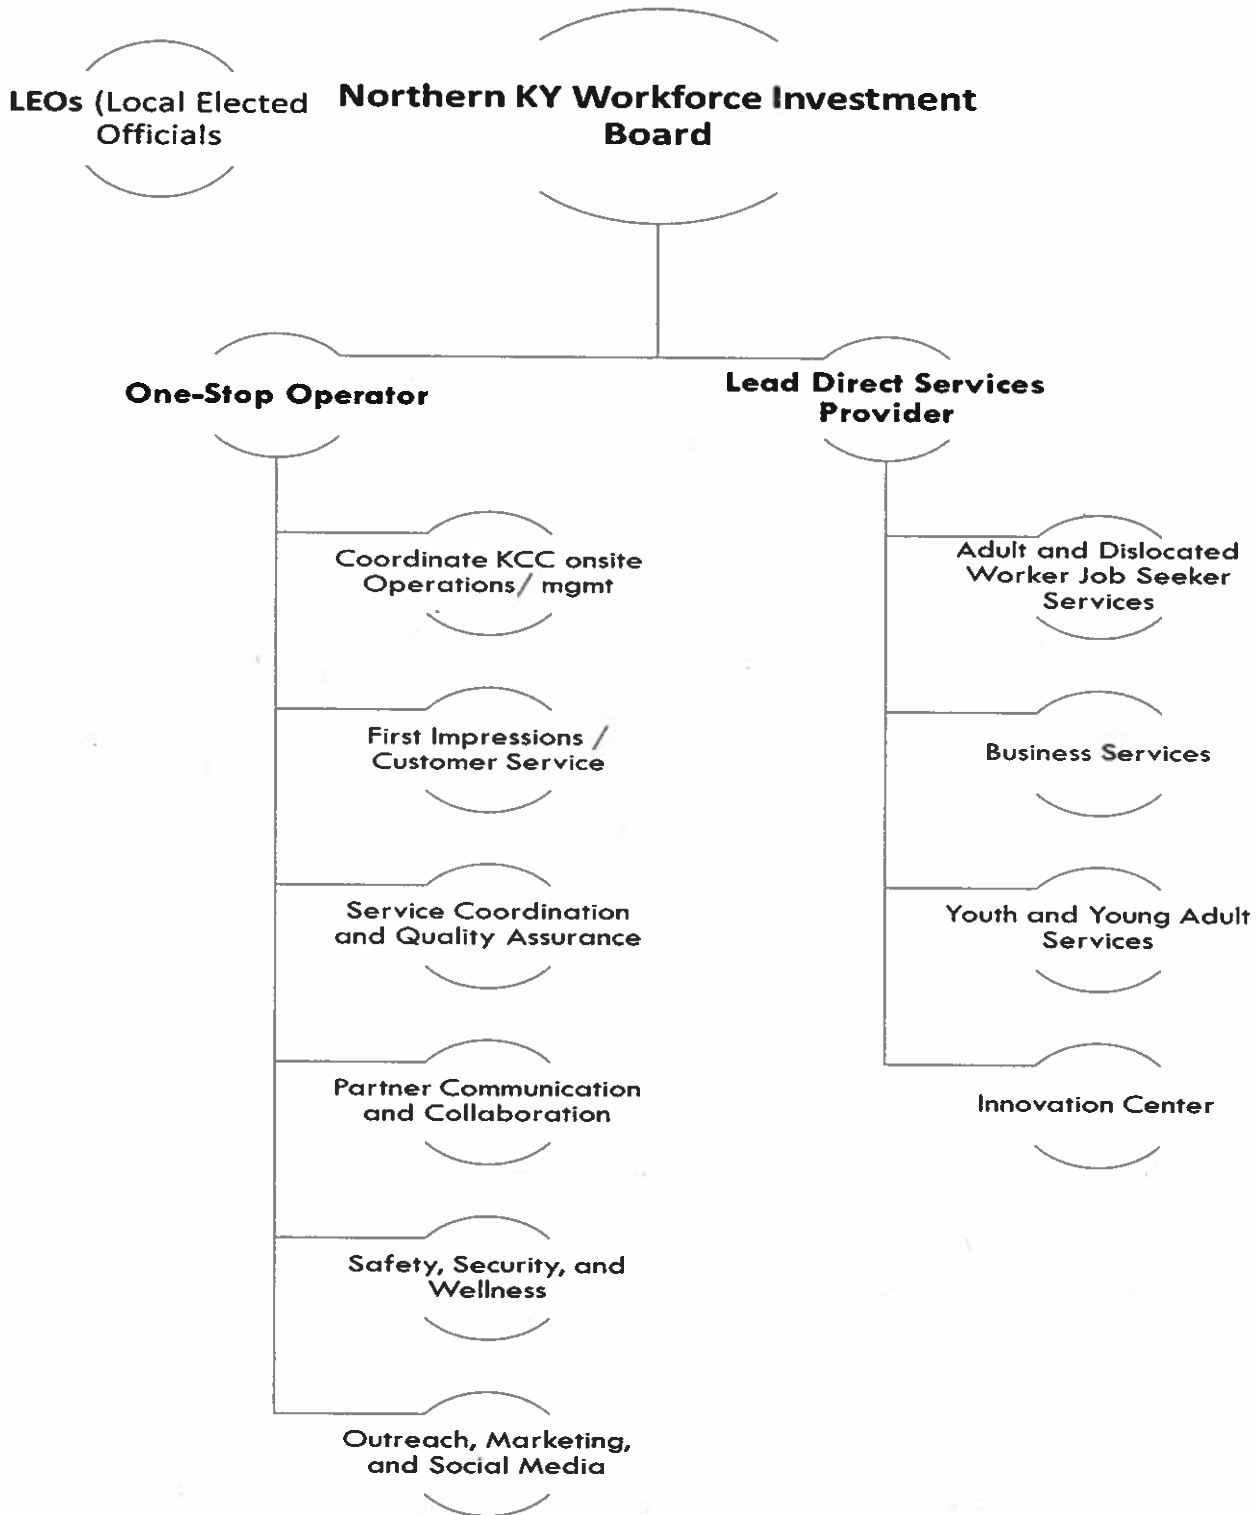 LEOs (Local Elected
Officials
Northern KY Workforce Investment
Board
One-Stop Operator
Lead Direct Services
Provider
Coordinate KCC onsite
Operations/ mgmt
First Impressions /
Customer Service
Service Coordination
and Quality Assurance
Partner Communication
and Collaboration
Safety, Security, and
Wellness
Outreach, Marketing,
and Social Media
Adult and Dislocated
Worker Job Seeker
Services
Business Services
Youth and Young Adult
Services
Innovation Center